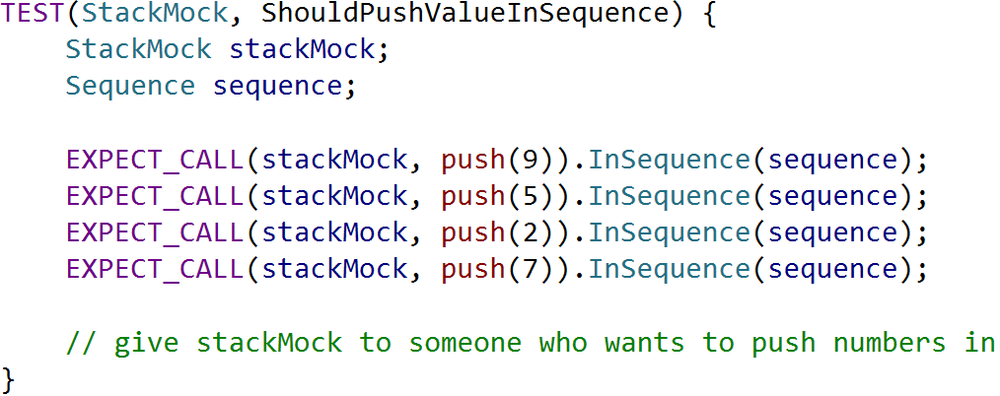 TEST(StackMock, ShouldPushValueInSequence) {
    StackMock stackMock;
    Sequence sequence;

    EXPECT_CALL(stackMock, push(9)).InSequence(sequence);
    EXPECT_CALL(stackMock, push(5)).InSequence(sequence);
    EXPECT_CALL(stackMock, push(2)).InSequence(sequence);
    EXPECT_CALL(stackMock, push(7)).InSequence(sequence);

    // give stackMock to someone who wants to push numbers in
}